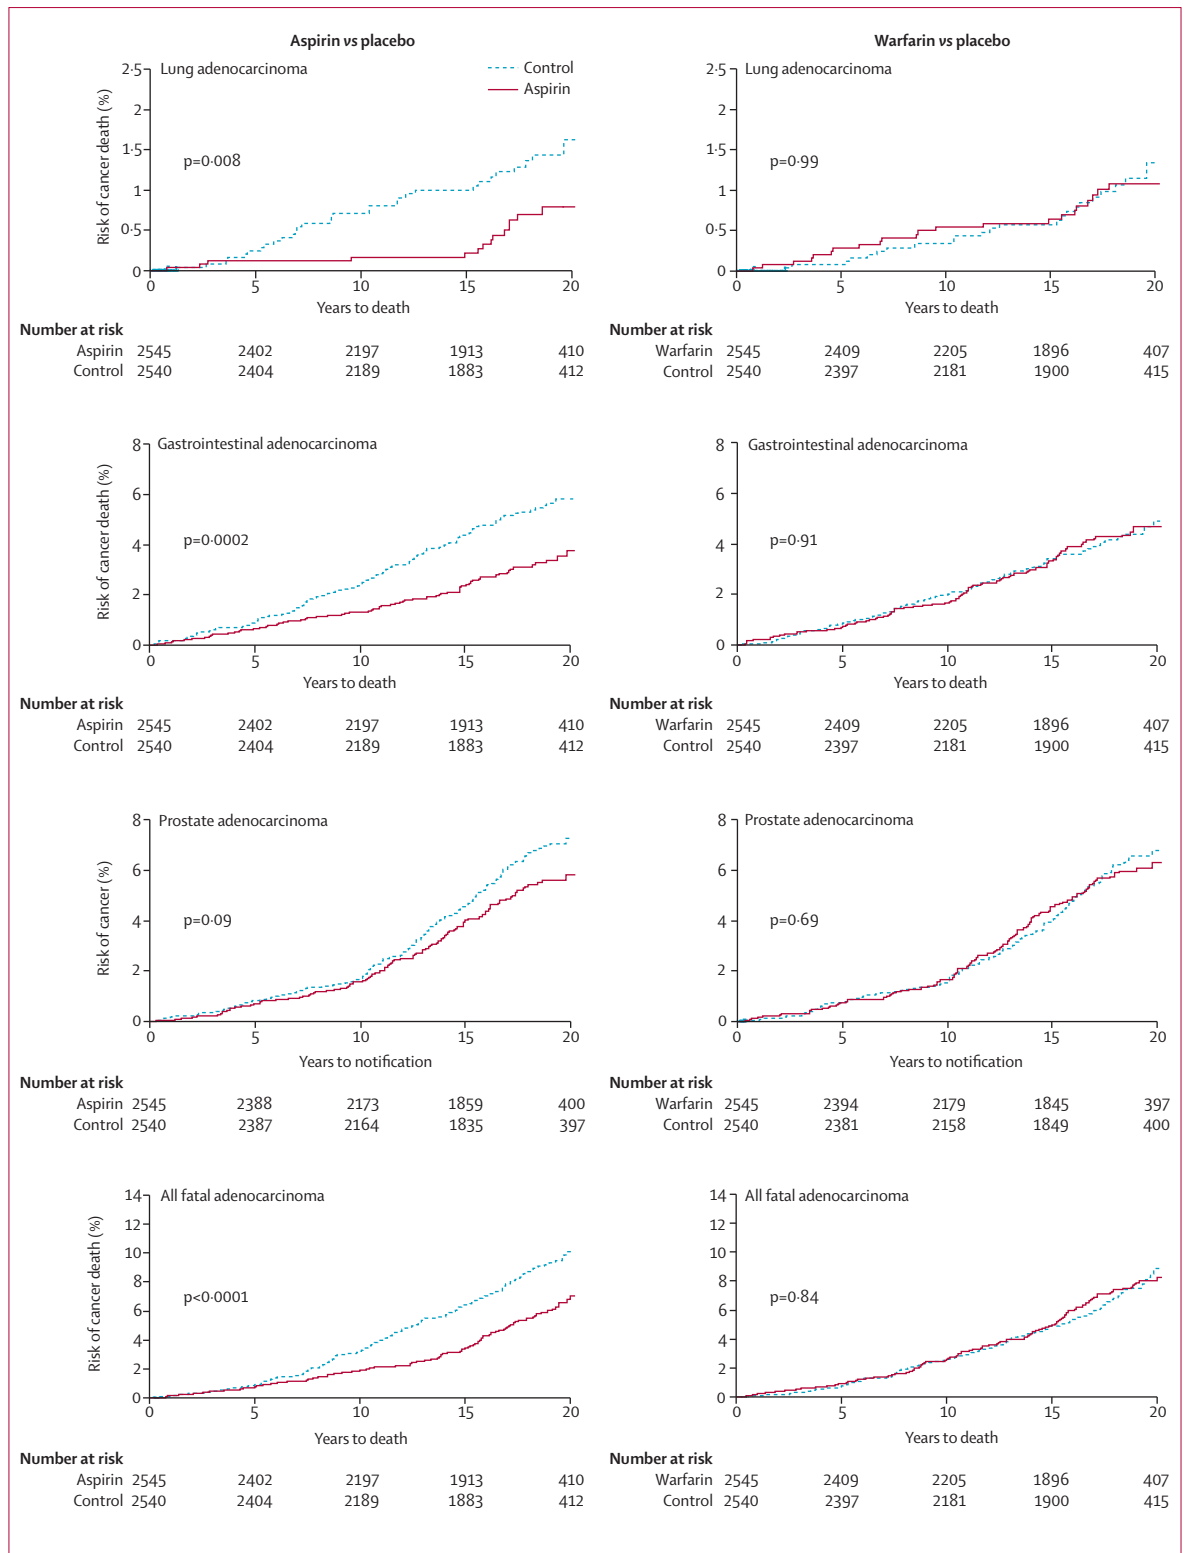 Aspirin vs placebo
Lung adenocarcinoma
Control
Aspirin
Risk of cancer death (%)
2·5
2
1·5
1
0·5
0
p=0·008
0 5 10 15 20
Years to death
Number at risk
Aspirin 2545 2402 2197 1913 410
Control 2540 2404 2189 1883 412
Warfarin vs placebo
Lung adenocarcinoma
2·5
2
1·5
1
0·5
0
p=0·99
0 5 10 15 20
Years to death
Number at risk
Warfarin 2545 2409 2205 1896 407
Control 2540 2397 2181 1900 415
Gastrointestinal adenocarcinoma
Risk of cancer death (%)
8
6
4
2
0
p=0·0002
0 5 10 15 20
Years to death
Number at risk
Aspirin 2545 2402 2197 1913 410
Control 2540 2404 2189 1883 412
Gastrointestinal adenocarcinoma
8
6
4
2
0
p=0·91
0 5 10 15 20
Years to death
Number at risk
Warfarin 2545 2409 2205 1896 407
Control 2540 2397 2181 1900 415
Prostate adenocarcinoma
Risk of cancer (%)
8
6
4
2
0
p=0·09
0 5 10 15 20
Years to notification
Number at risk
Aspirin 2545 2388 2173 1859 400
Control 2540 2387 2164 1835 397
Prostate adenocarcinoma
8
6
4
2
0
p=0·69
0 5 10 15 20
Years to notification
Number at risk
Warfarin 2545 2394 2179 1845 397
Control 2540 2381 2158 1849 400
All fatal adenocarcinoma
Risk of cancer death (%)
14
12
10
8
6
4
2
0
p<0·0001
0 5 10 15 20
Years to death
Number at risk
Aspirin 2545 2402 2197 1913 410
Control 2540 2404 2189 1883 412
All fatal adenocarcinoma
14
12
10
8
6
4
2
0
p=0·84
0 5 10 15 20
Years to death
Number at risk
Warfarin 2545 2409 2205 1896 407
Control 2540 2397 2181 1900 415